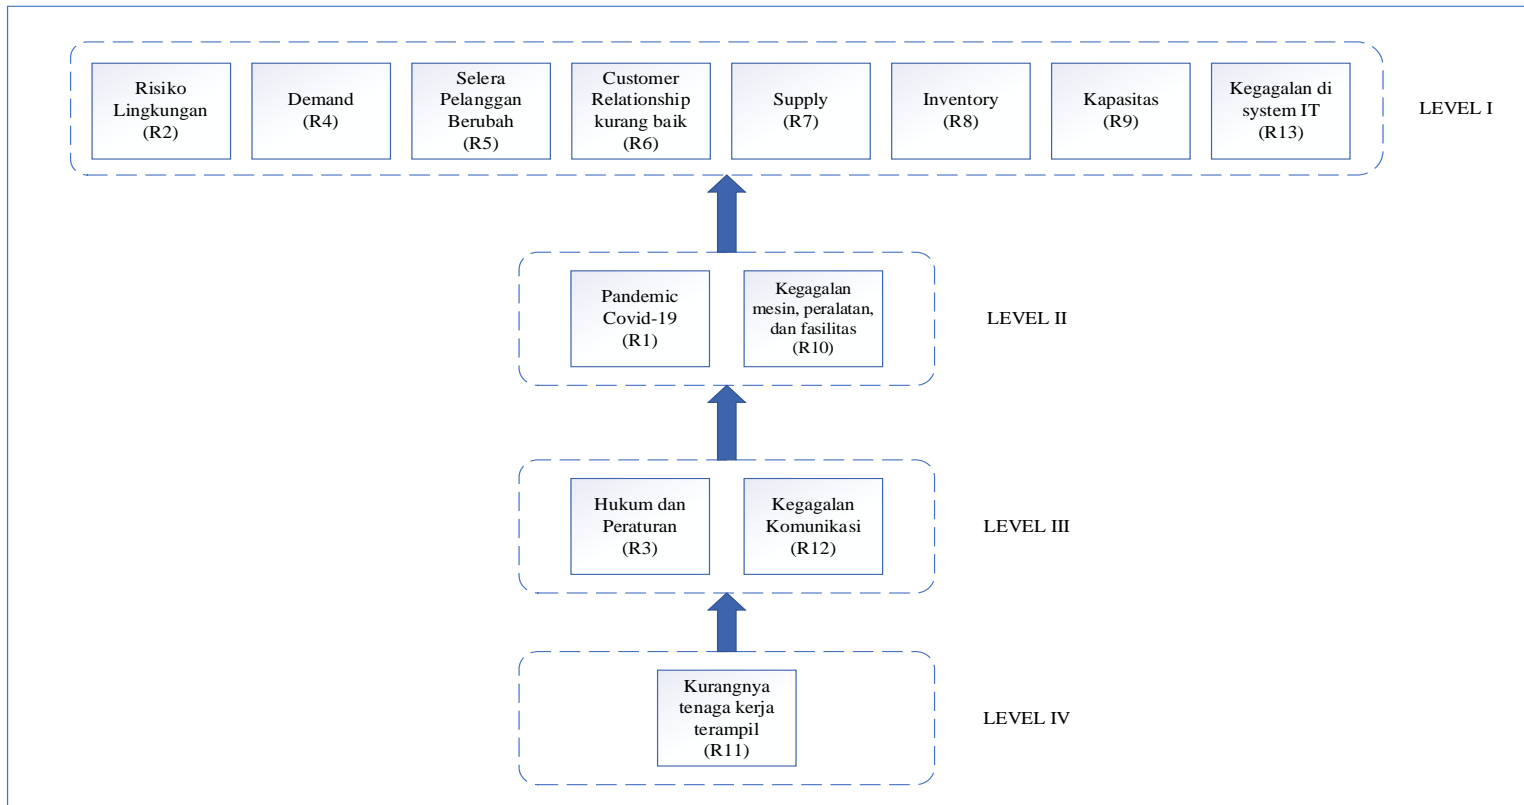 Risiko
Lingkungan
(R2)
Demand
(R4)
Selera
Pelanggan
Berubah
(R5)
Customer
Relationship
kurang baik
(R6)
Supply
(R7)
Inventory
(R8)
Kapasitas
(R9)
Kegagalan di
system IT
(R13)
LEVEL I
Pandemic
Covid-19
(R1)
Kegagalan
mesin, peralatan,
dan fasilitas
(R10)
LEVEL II
Hukum dan
Peraturan
(R3)
Kegagalan
Komunikasi
(R12)
LEVEL III
Kurangnya
tenaga kerja
terampil
(R11)
LEVEL IV